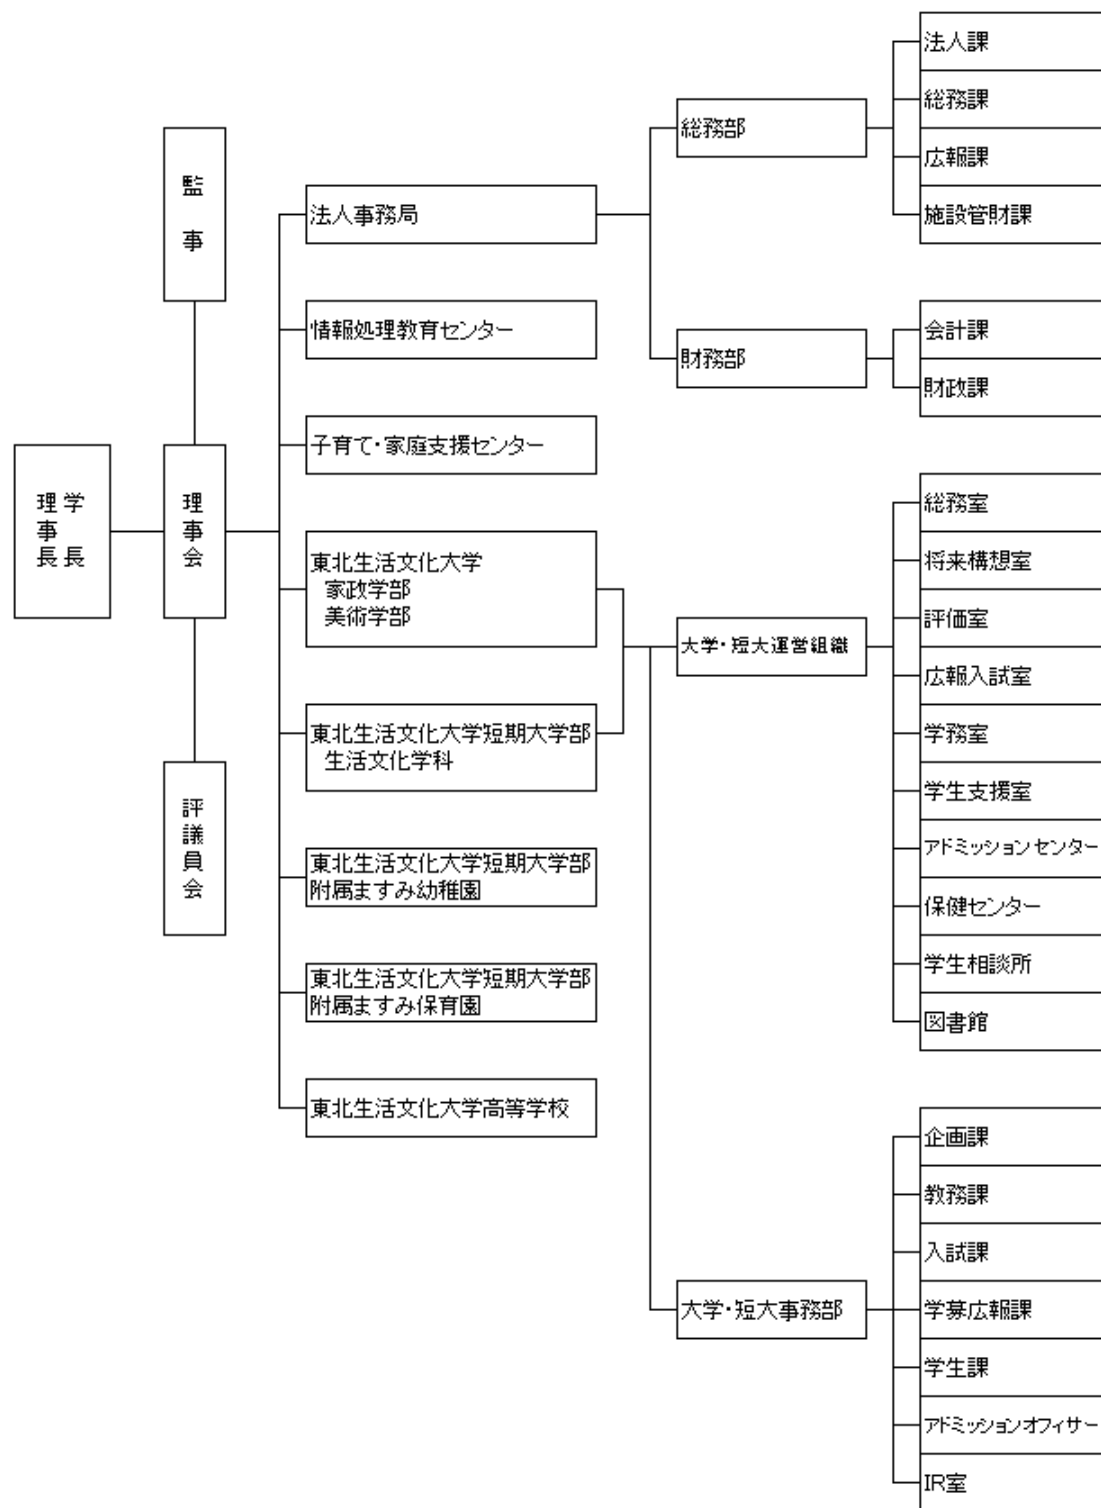 理事長
学長
監事
理事会
評議員会
法人事務局
情報処理教育センター
子育て・家庭支援センター
東北生活文化大学
家政学部
美術学部
東北生活文化大学短期大学部
生活文化学科
東北生活文化大学短期大学部
附属ますみ幼稚園
東北生活文化大学短期大学部
附属ますみ保育園
東北生活文化大学高等学校
総務部
財務部
大学・短大運営組織
大学・短大事務部
法人課
総務課
広報課
施設管財課
会計課
財政課
総務室
将来構想室
評価室
広報入試室
学務室
学生支援室
アドミッションセンター
保健センター
学生相談所
図書館
企画課
教務課
入試課
学募広報課
学生課
アドミッションオフィサー
IR室